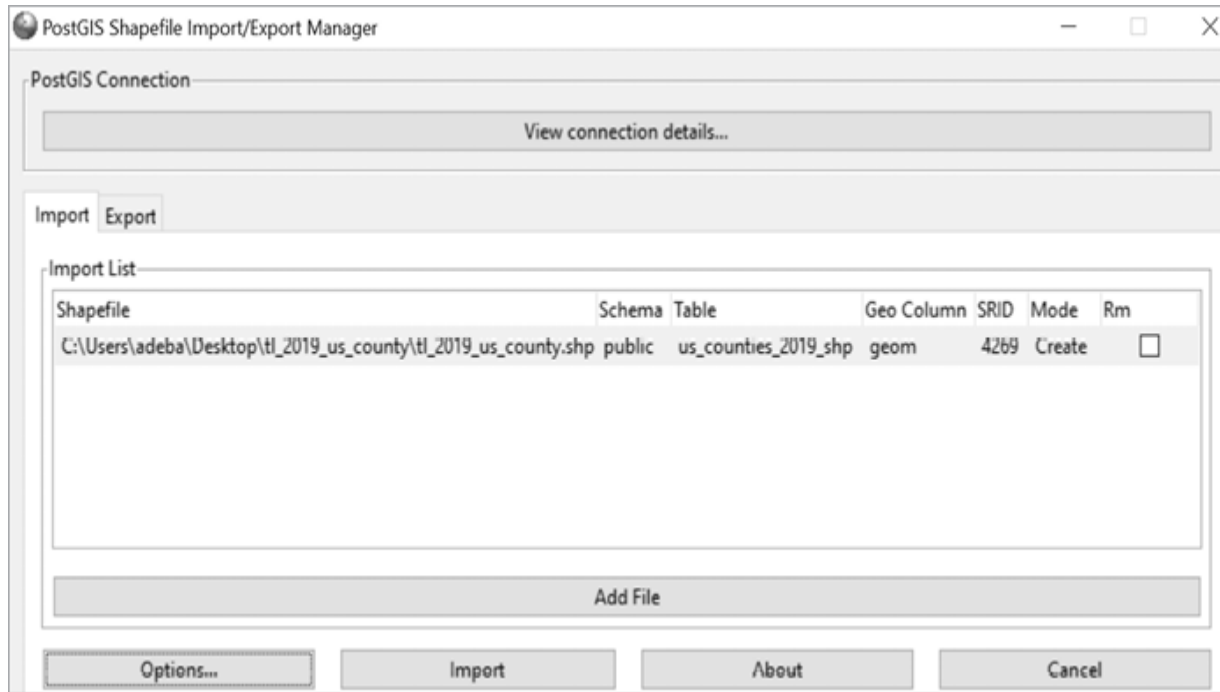 PostGIS Shapefile Import/Export Manager
PostGIS Connection
View connection details...
Import Export
Import List
Shapefile Schema Table Geo Column SRID Mode Rm
C:\Users\adeba\Desktop\tl_2019_us_county\tl_2019_us_county.shp public us_counties_2019_shp geom 4269 Create
Add File
Options... Import About Cancel